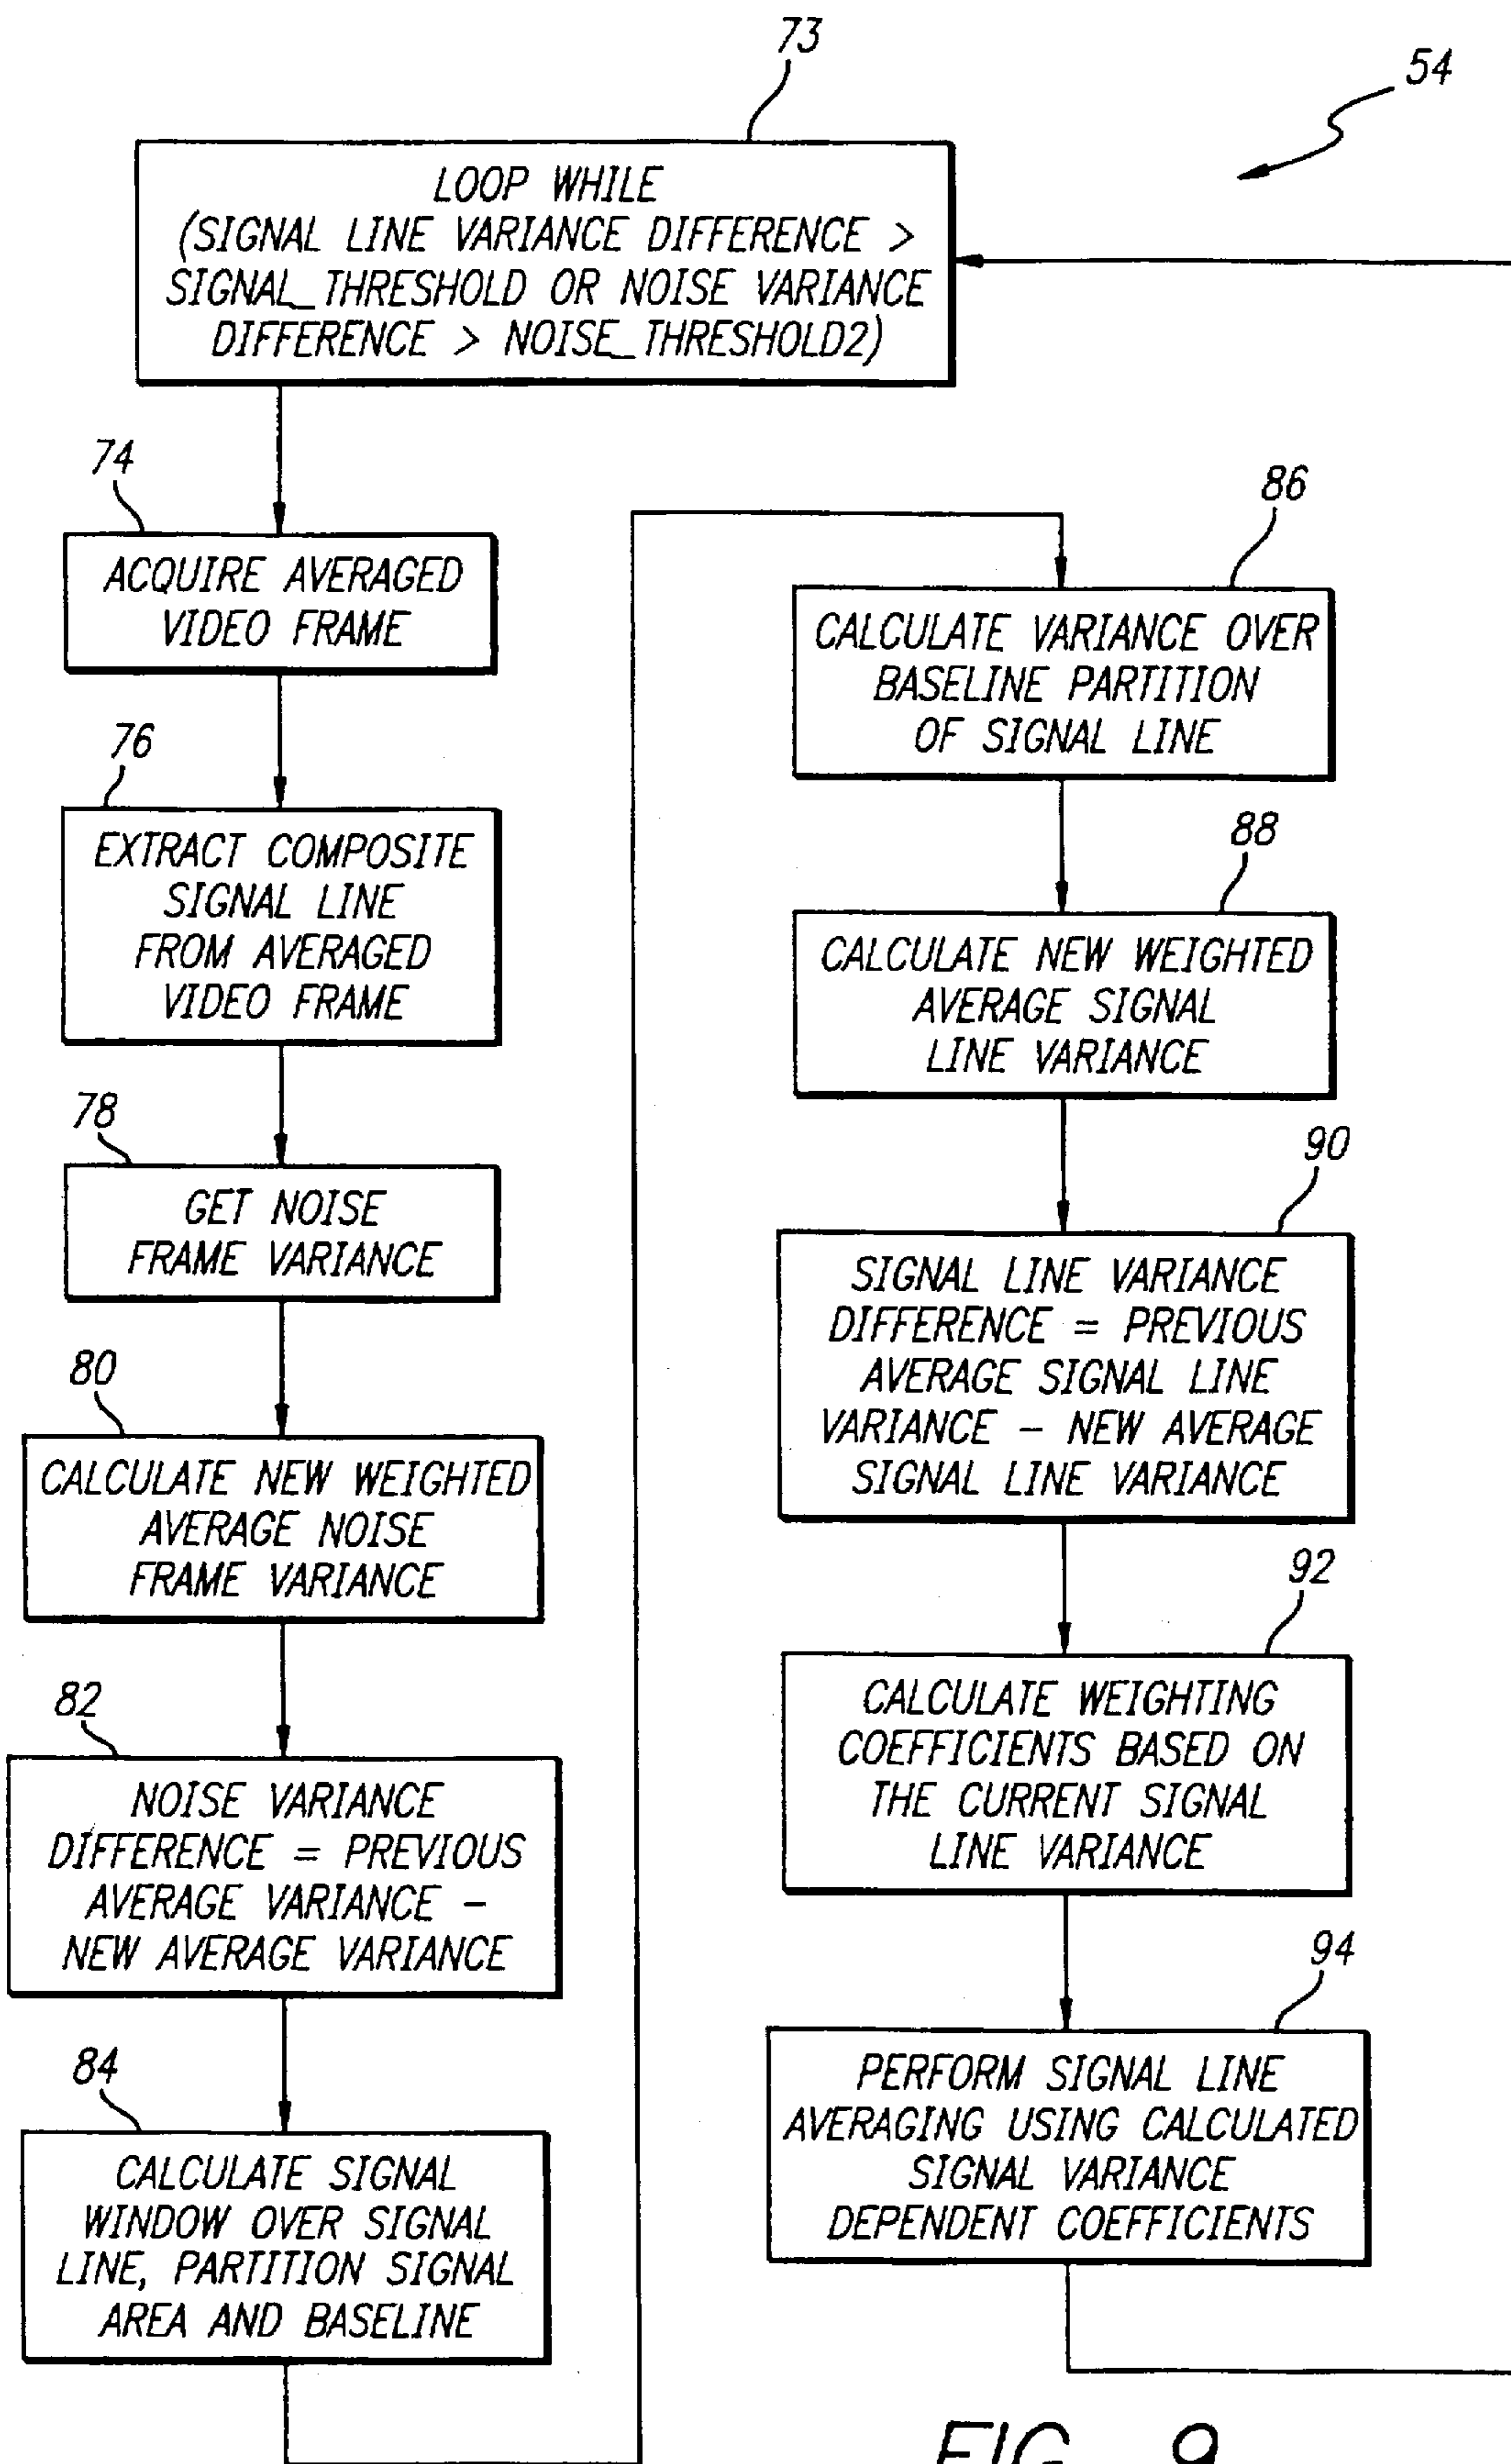 73
54
LOOP WHILE
(SIGNAL LINE VARIANCE DIFFERENCE >
SIGNAL_THRESHOLD OR NOISE VARIANCE
DIFFERENCE > NOISE_THRESHOLD2)
74
ACQUIRE AVERAGED
VIDEO FRAME
76
EXTRACT COMPOSITE
SIGNAL LINE
FROM AVERAGED
VIDEO FRAME
78
GET NOISE
FRAME VARIANCE
80
CALCULATE NEW WEIGHTED
AVERAGE NOISE
FRAME VARIANCE
82
NOISE VARIANCE
DIFFERENCE = PREVIOUS
AVERAGE VARIANCE –
NEW AVERAGE VARIANCE
84
CALCULATE SIGNAL
WINDOW OVER SIGNAL
LINE, PARTITION SIGNAL
AREA AND BASELINE
86
CALCULATE VARIANCE OVER
BASELINE PARTITION
OF SIGNAL LINE
88
CALCULATE NEW WEIGHTED
AVERAGE SIGNAL
LINE VARIANCE
90
SIGNAL LINE VARIANCE
DIFFERENCE = PREVIOUS
AVERAGE SIGNAL LINE
VARIANCE – NEW AVERAGE
SIGNAL LINE VARIANCE
92
CALCULATE WEIGHTING
COEFFICIENTS BASED ON
THE CURRENT SIGNAL
LINE VARIANCE
94
PERFORM SIGNAL LINE
AVERAGING USING CALCULATED
SIGNAL VARIANCE
DEPENDENT COEFFICIENTS
FIG. 9